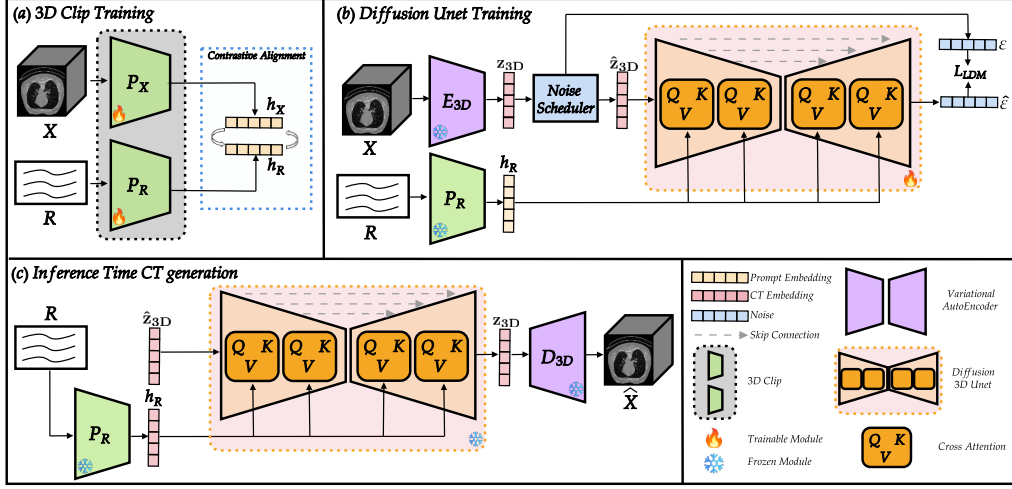 (a) 3D Clip Training
Contrastive Alignment
P_X
X
h_X
h_R
P_R
R
(b) Diffusion Unet Training
X
E_3D
z_3D
Noise
Scheduler
ẑ_3D
Q K
V
Q K
V
Q K
V
Q K
V
ε
L_LDM
ε̂
R
P_R
h_R
(c) Inference Time CT generation
R
P_R
ẑ_3D
h_R
Q K
V
Q K
V
Q K
V
Q K
V
z_3D
D_3D
X̂
Prompt Embedding
CT Embedding
Noise
Skip Connection
3D Clip
Trainable Module
Frozen Module
Variational
AutoEncoder
Diffusion
3D Unet
Q K
V
Cross Attention